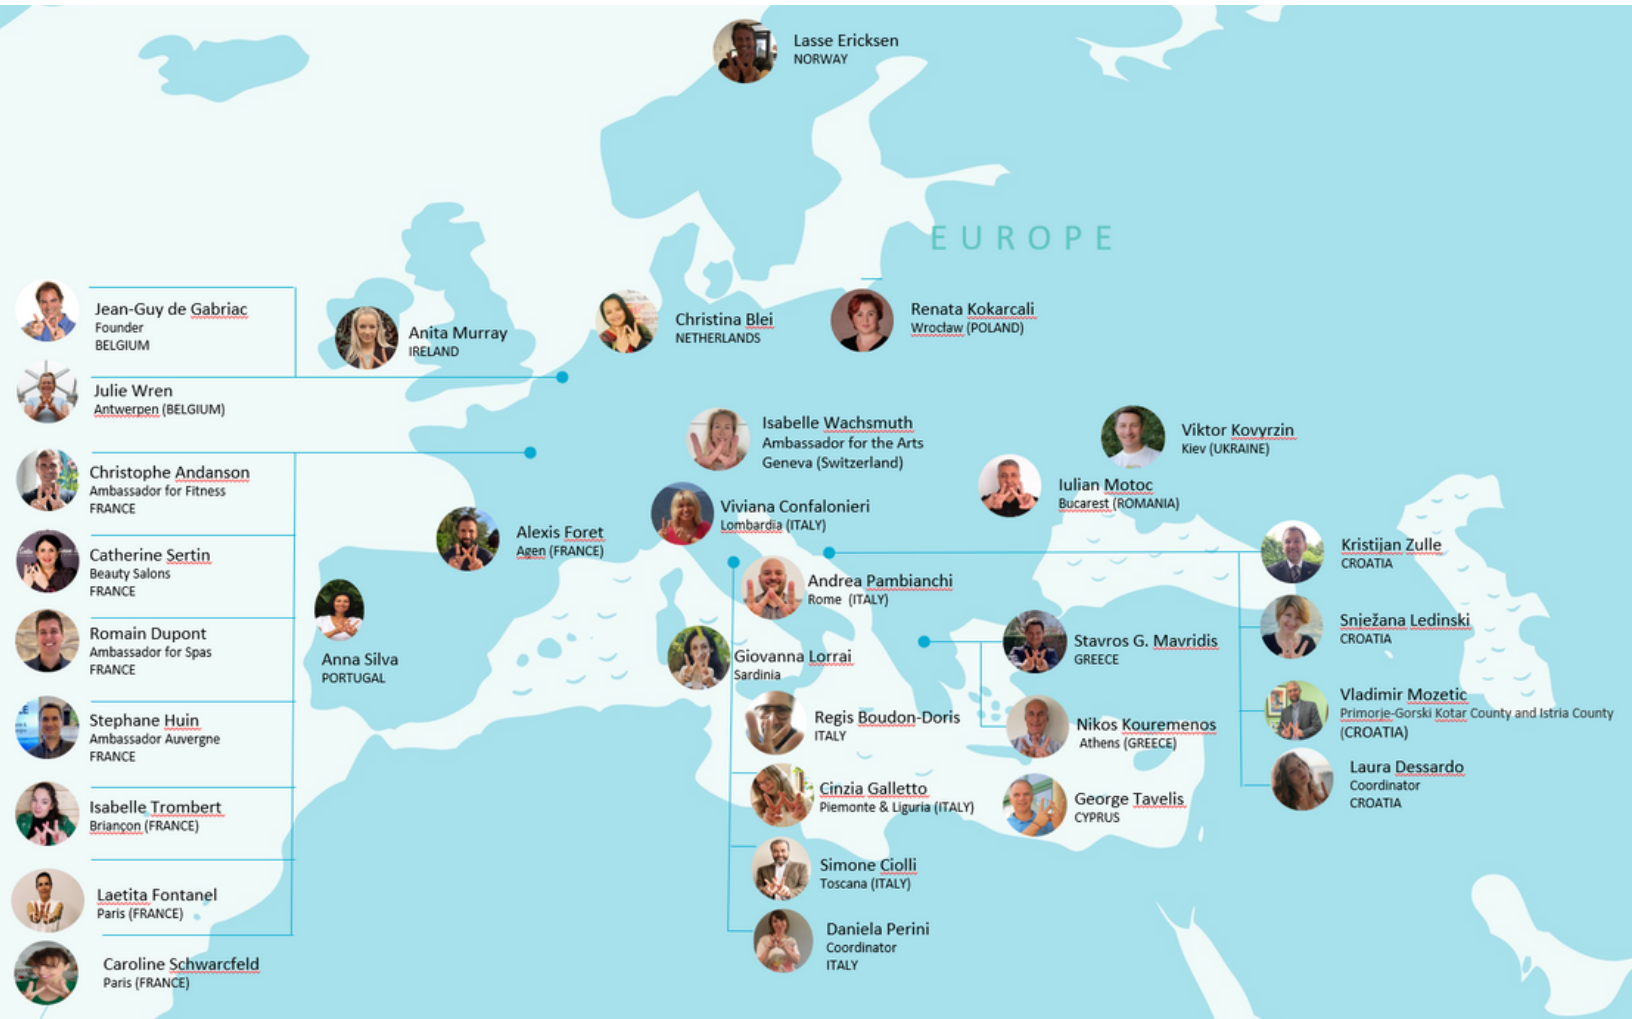 Lasse Ericksen
NORWAY
EUROPE
Jean-Guy de Gabriac
Founder
BELGIUM
Julie Wren
Antwerpen (BELGIUM)
Christophe Andanson
Ambassador for Fitness
FRANCE
Catherine Sertin
Beauty Salons
FRANCE
Romain Dupont
Ambassador for Spas
FRANCE
Stephane Huin
Ambassador Auvergne
FRANCE
Isabelle Trombert
Briançon (FRANCE)
Laetita Fontanel
Paris (FRANCE)
Caroline Schwarcfeld
Paris (FRANCE)
Anita Murray
IRELAND
Christina Blei
NETHERLANDS
Renata Kokarcali
Wrocław (POLAND)
Isabelle Wachsmuth
Ambassador for the Arts
Geneva (Switzerland)
Viktor Kovyrzin
Kiev (UKRAINE)
Iulian Motoc
Bucarest (ROMANIA)
Viviana Confalonieri
Lombardia (ITALY)
Alexis Foret
Agen (FRANCE)
Anna Silva
PORTUGAL
Andrea Pambianchi
Rome (ITALY)
Giovanna Lorrai
Sardinia
Regis Boudon-Doris
ITALY
Cinzia Galletto
Piemonte & Liguria (ITALY)
Simone Ciolli
Toscana (ITALY)
Daniela Perini
Coordinator
ITALY
Stavros G. Mavridis
GREECE
Nikos Kouremenos
Athens (GREECE)
George Tavelis
CYPRUS
Kristijan Zulle
CROATIA
Sniežana Ledinski
CROATIA
Vladimir Mozetic
Primorje-Gorski Kotar County and Istria County
(CROATIA)
Laura Dessardo
Coordinator
CROATIA